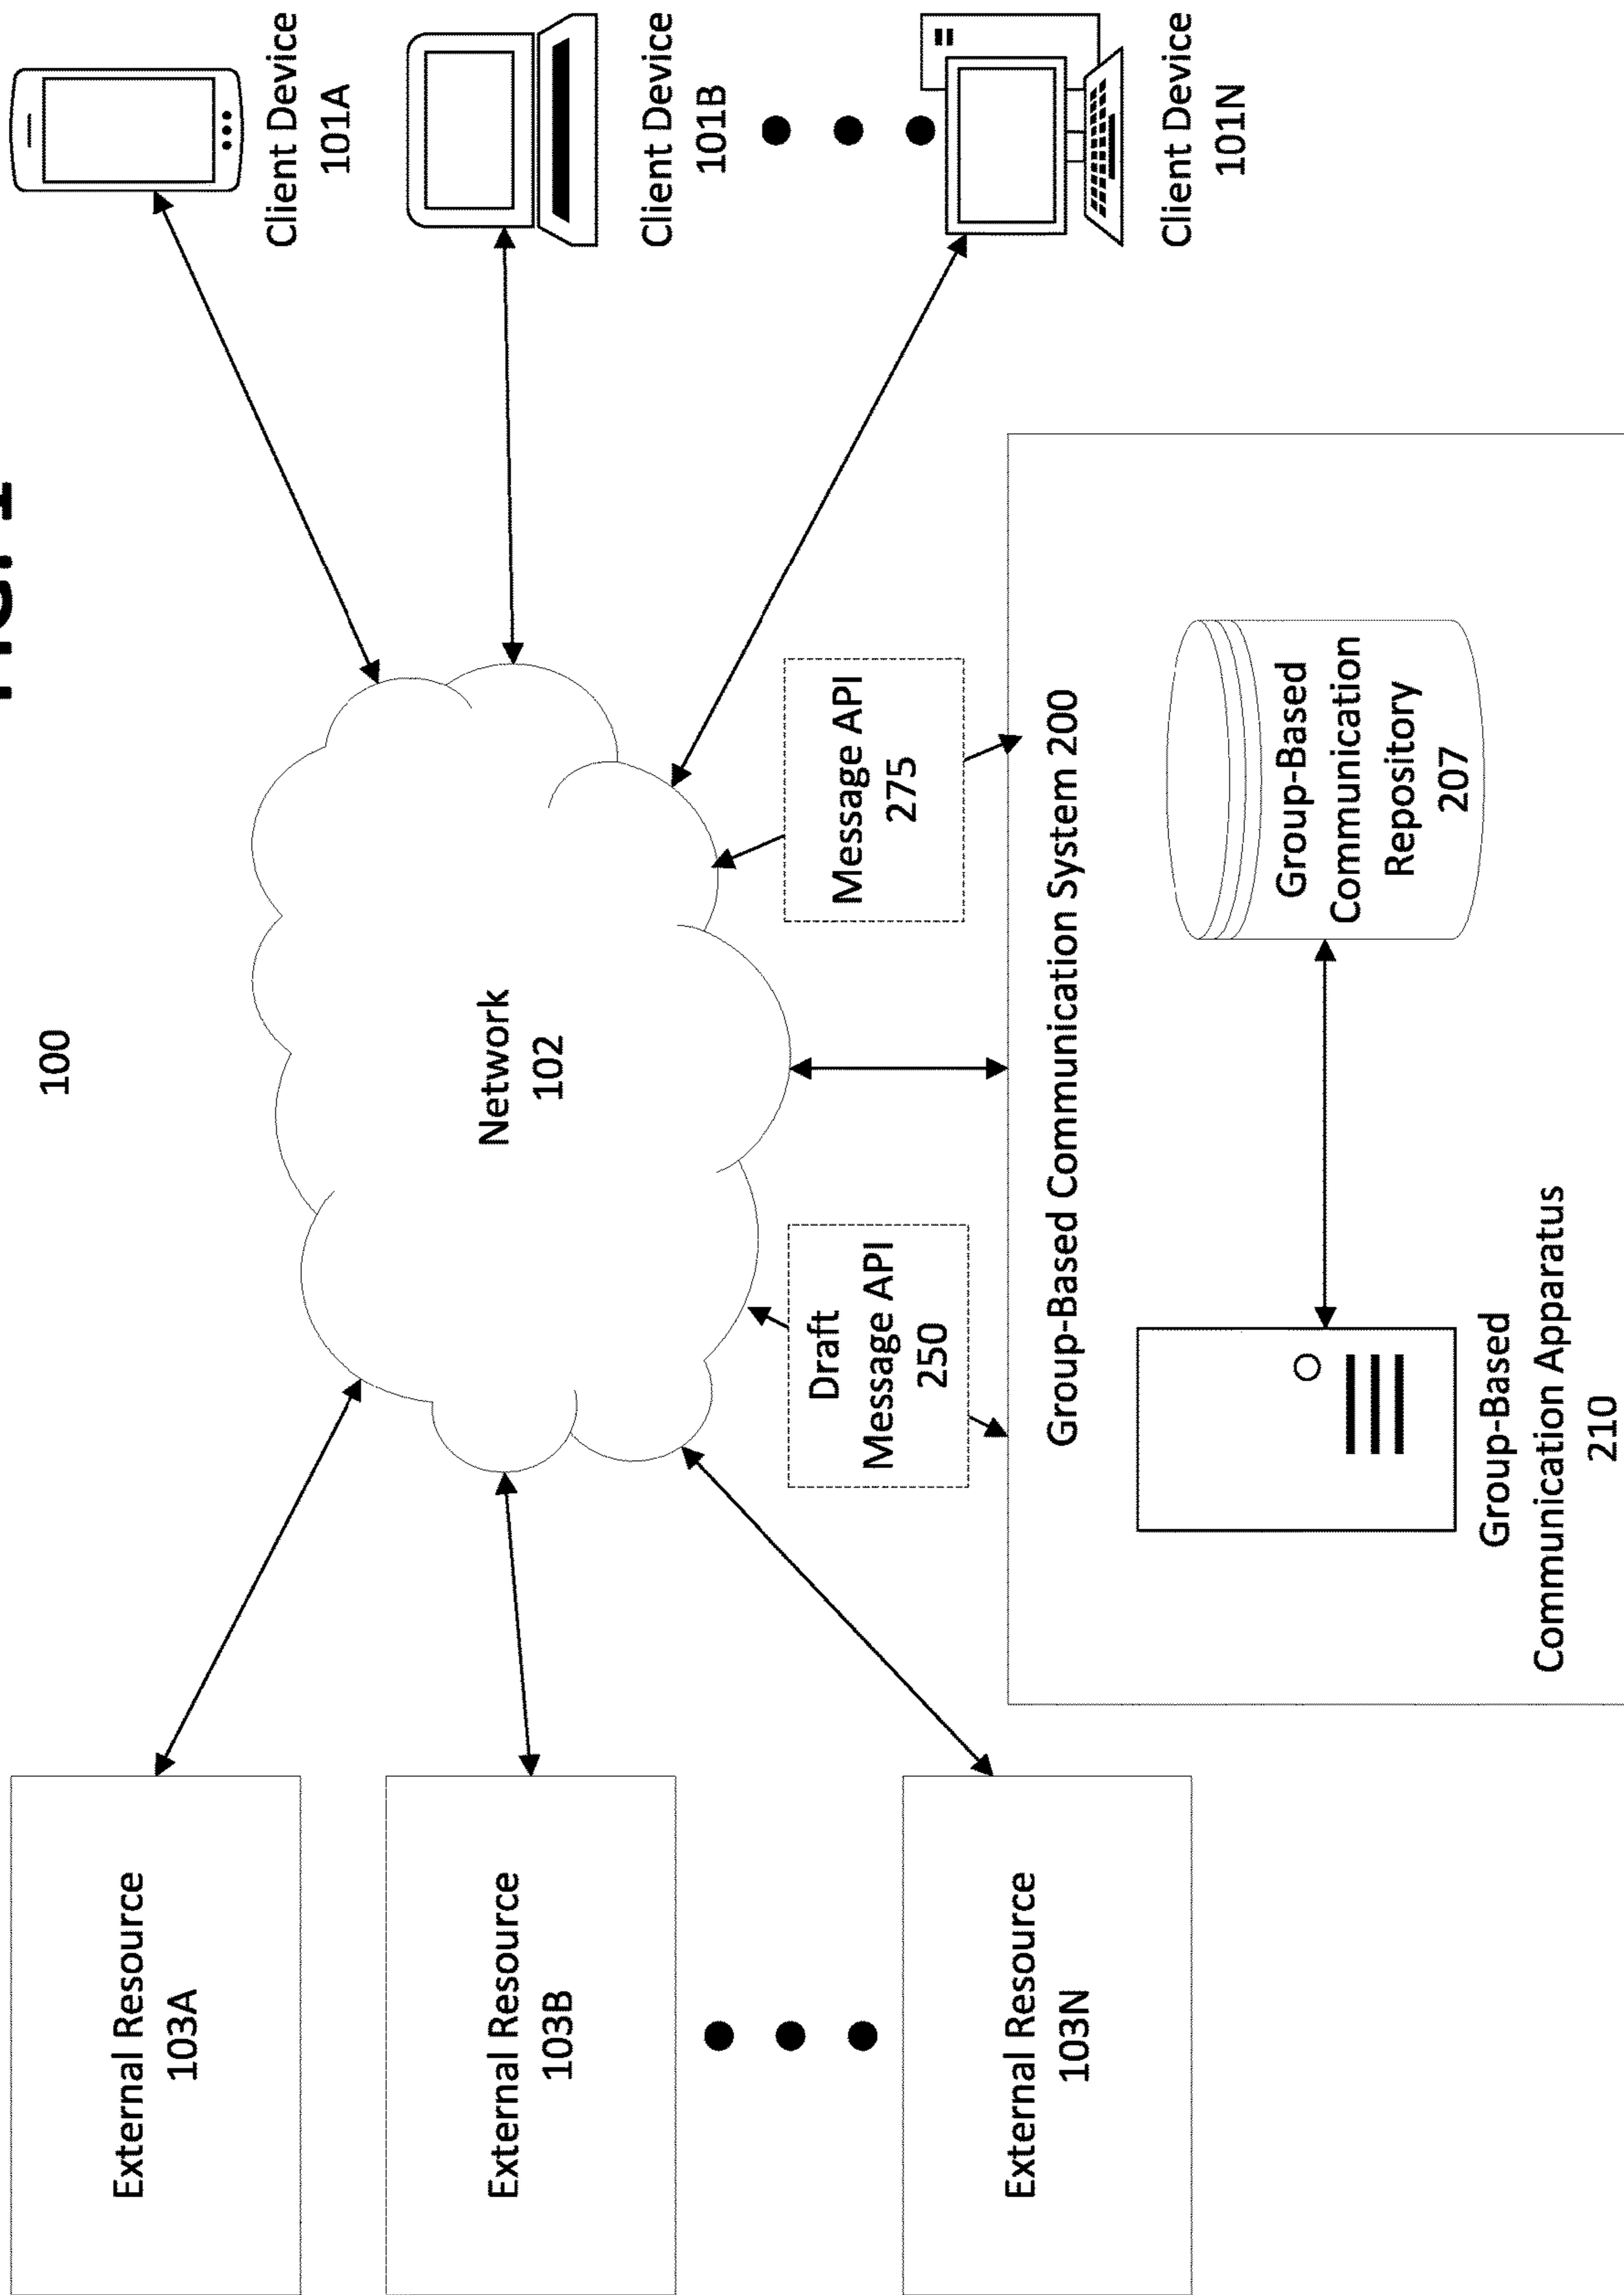 100
External Resource
103A
External Resource
103B
External Resource
103N
Network
102
Client Device
101A
Client Device
101B
Client Device
101N
Draft
Message API
250
Message API
275
Group-Based Communication System 200
Group-Based
Communication Apparatus
210
Group-Based
Communication
Repository
207